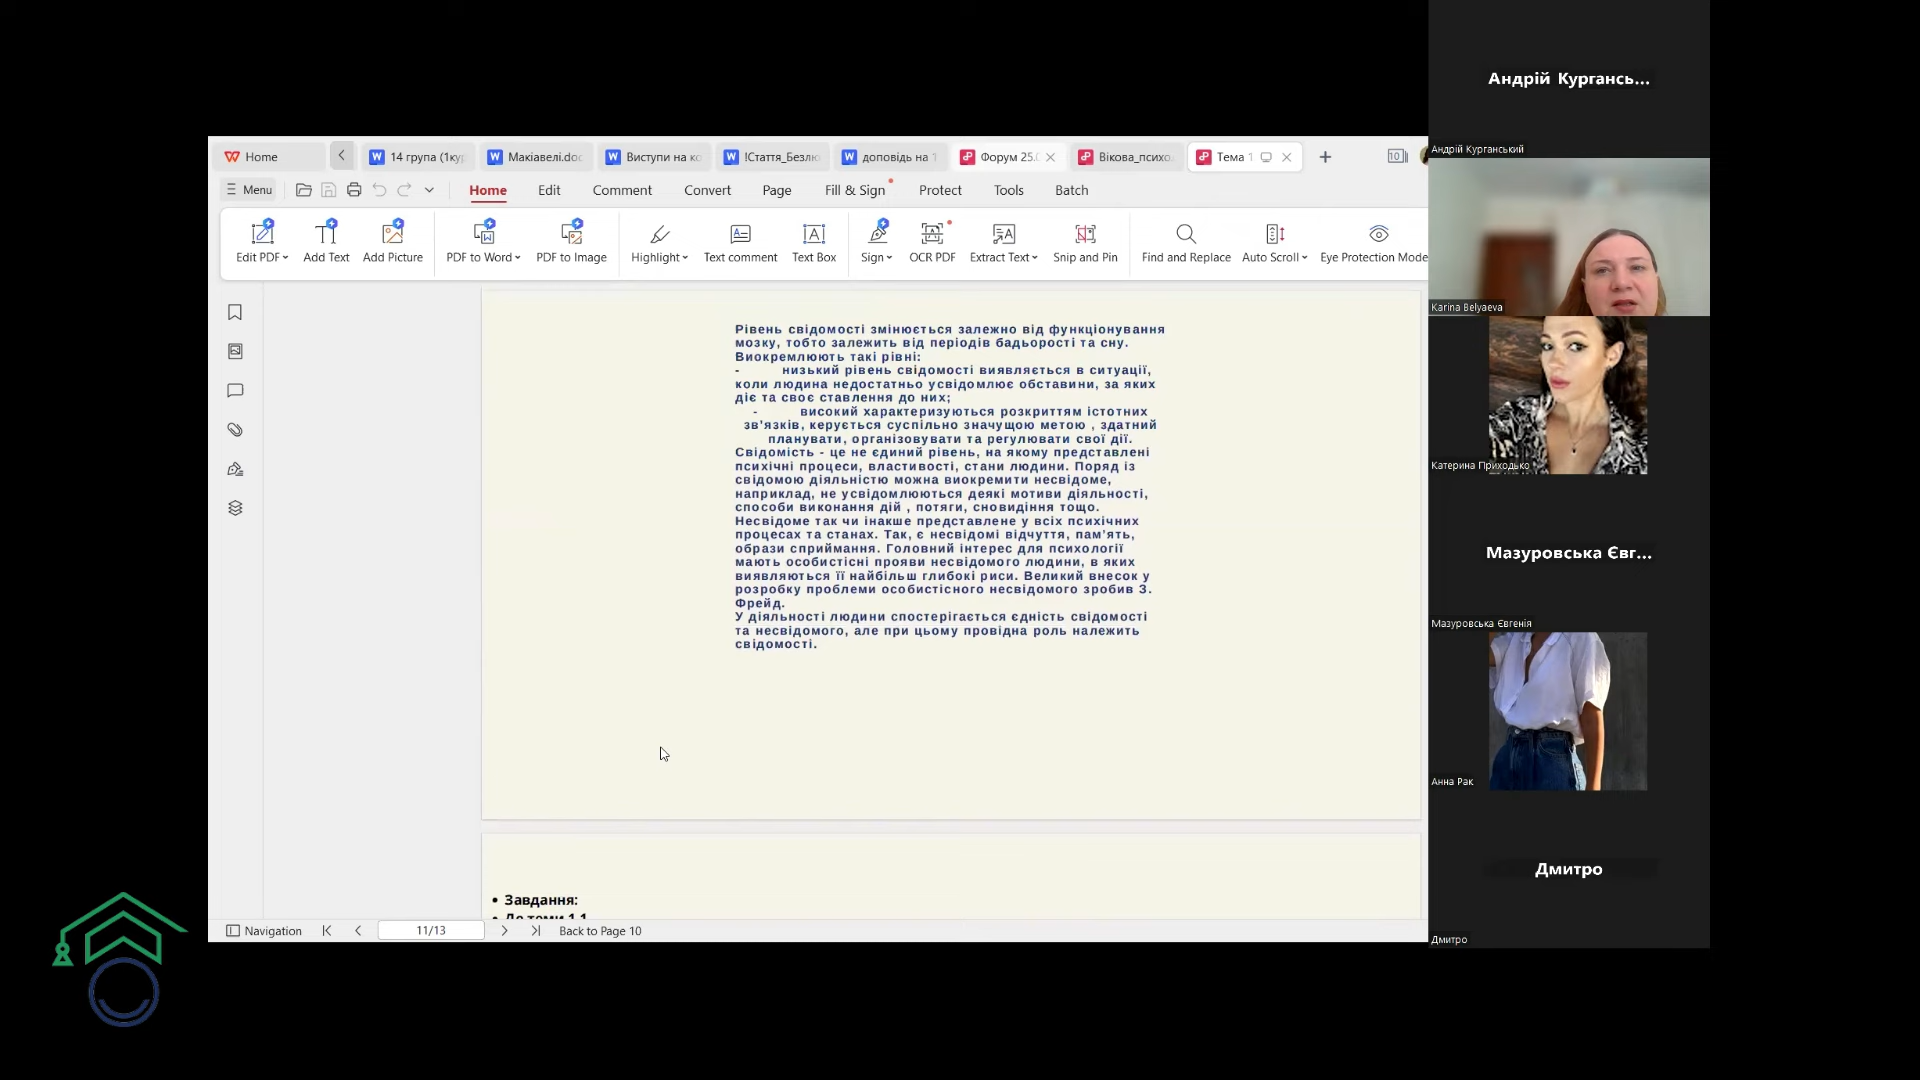 Андрій Кургансь...
Андрій Курганський
Home
14 група (1кур
Макіавелі.doc
Виступи на ко
!Стаття_Безлю
доповідь на 1
Форум 25.0
Вікова_психо
Тема 1
Menu
Home
Edit
Comment
Convert
Page
Fill & Sign
Protect
Tools
Batch
Edit PDF
Add Text
Add Picture
PDF to Word
PDF to Image
Highlight
Text comment
Text Box
Sign
OCR PDF
Extract Text
Snip and Pin
Find and Replace
Auto Scroll
Eye Protection Mode
Karina Belyaeva
Рівень свідомості змінюється залежно від функціонування
мозку, тобто залежить від періодів бадьорості та сну.
Виокремлюють такі рівні:
- низький рівень свідомості виявляється в ситуації,
коли людина недостатньо усвідомлює обставини, за яких
діє та своє ставлення до них;
- високий характеризуються розкриттям істотних
зв'язків, керується суспільно значущою метою , здатний
планувати, організовувати та регулювати свої дії.
Свідомість - це не єдиний рівень, на якому представлені
психічні процеси, властивості, стани людини. Поряд із
свідомою діяльністю можна виокремити несвідоме,
наприклад, не усвідомлюються деякі мотиви діяльності,
способи виконання дій , потяги, сновидіння тощо.
Несвідоме так чи інакше представлене у всіх психічних
процесах та станах. Так, є несвідомі відчуття, пам'ять,
образи сприймання. Головний інтерес для психології
мають особистісні прояви несвідомого людини, в яких
виявляються її найбільш глибокі риси. Великий внесок у
розробку проблеми особистісного несвідомого зробив З.
Фрейд.
У діяльності людини спостерігається єдність свідомості
та несвідомого, але при цьому провідна роль належить
свідомості.
Катерина Приходько
Мазуровська Євг...
Мазуровська Євгенія
Анна Рак
Дмитро
Дмитро
• Завдання:
• До теми 1.1
Navigation
11/13
Back to Page 10